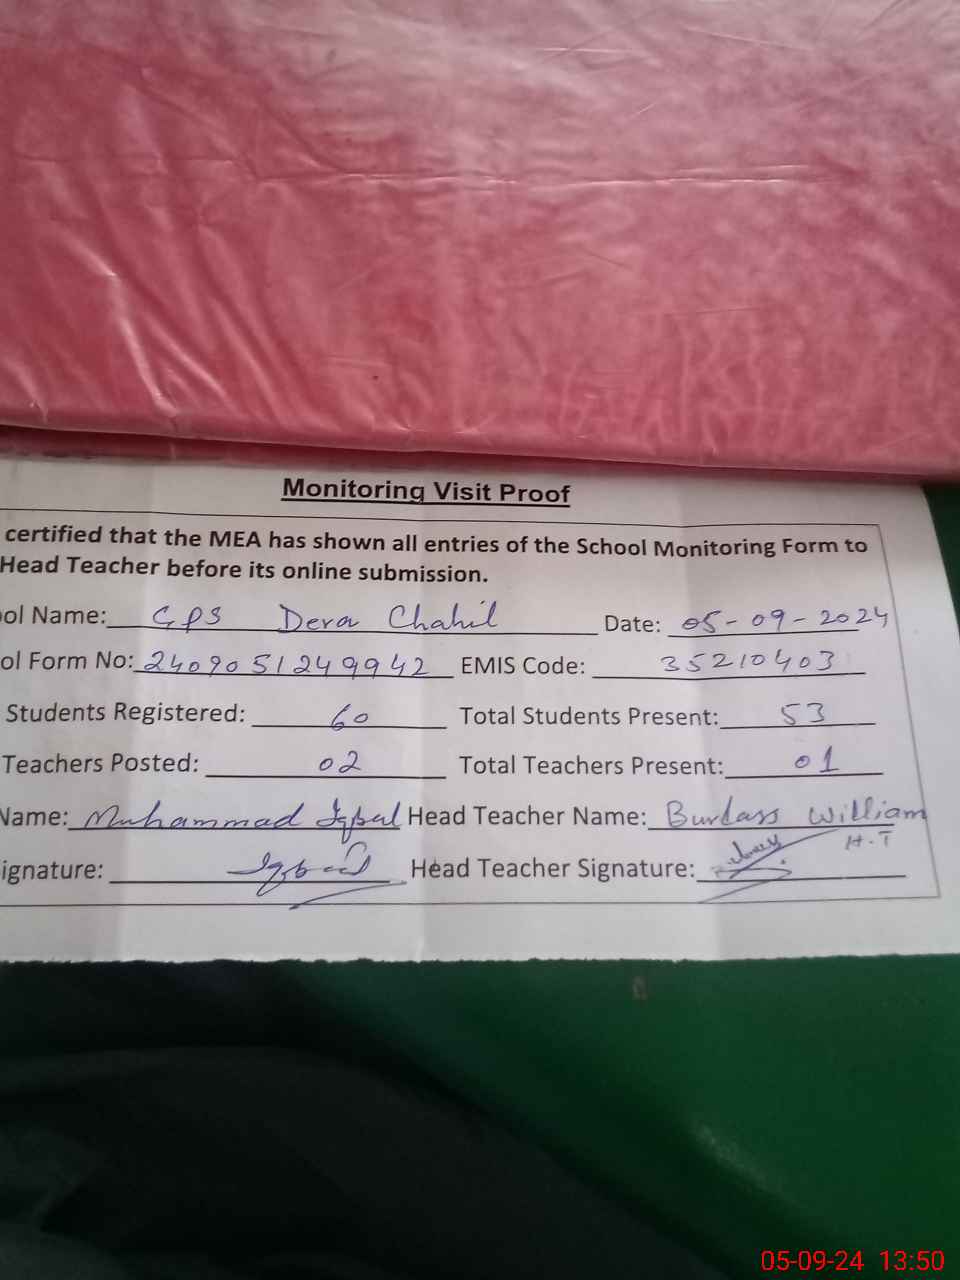 Monitoring Visit Proof
certified that the MEA has shown all entries of the School Monitoring Form to
Head Teacher before its online submission.
ol Name: GPS Dera Chahil Date: 05-09-2024
ol Form No: 2409051249942 EMIS Code: 35210403
Students Registered: 60 Total Students Present: 53
Teachers Posted: 02 Total Teachers Present: 01
Name: Muhammad Iqbal Head Teacher Name: Burdass William
H.T
ignature: Iqbal Head Teacher Signature:
05-09-24 13:50